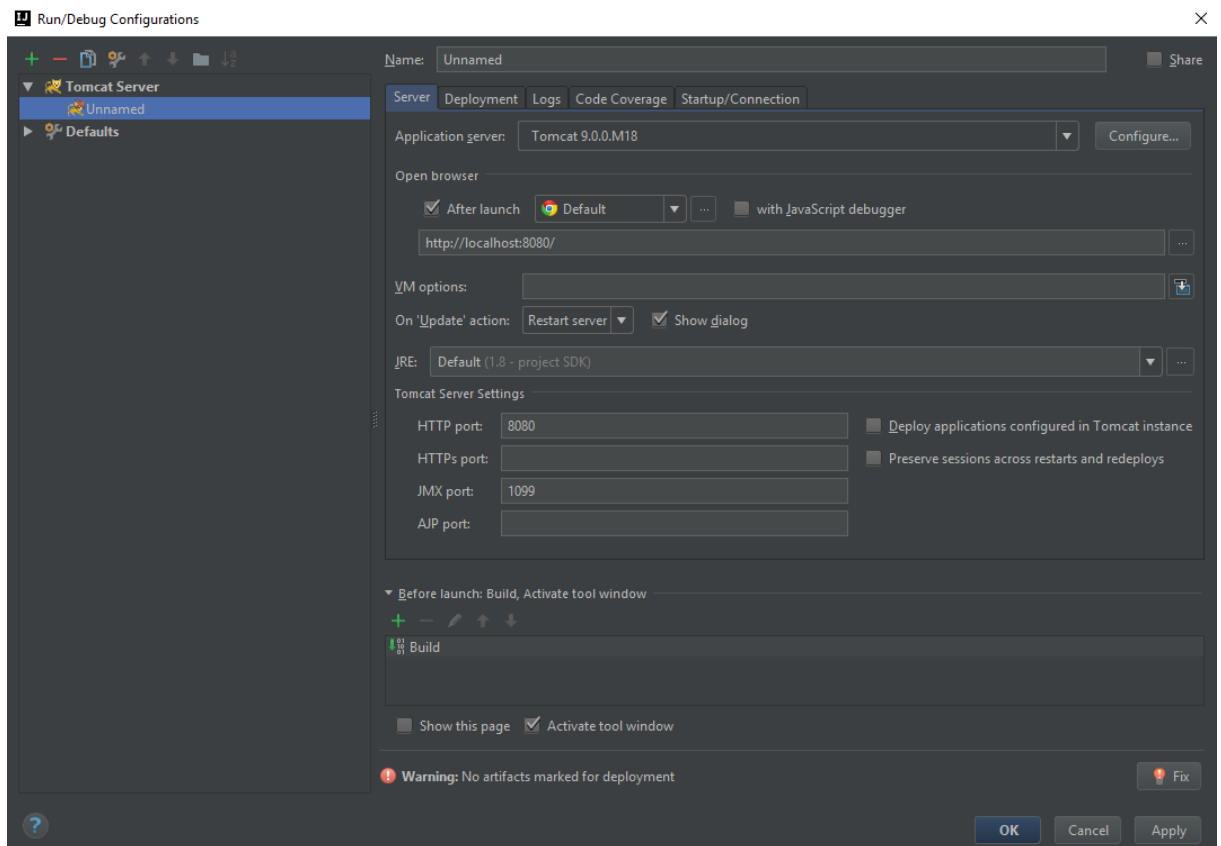 Run/Debug Configurations
Name: Unnamed Share
Tomcat Server
Unnamed
Defaults
Server Deployment Logs Code Coverage Startup/Connection
Application server: Tomcat 9.0.0.M18 Configure...
Open browser
After launch Default ... with JavaScript debugger
http://localhost:8080/ ...
VM options:
On 'Update' action: Restart server Show dialog
JRE: Default (1.8 - project SDK) ...
Tomcat Server Settings
HTTP port: 8080 Deploy applications configured in Tomcat instance
HTTPs port: Preserve sessions across restarts and redeploys
JMX port: 1099
AJP port:
Before launch: Build, Activate tool window
Build
Show this page Activate tool window
Warning: No artifacts marked for deployment Fix
? OK Cancel Apply